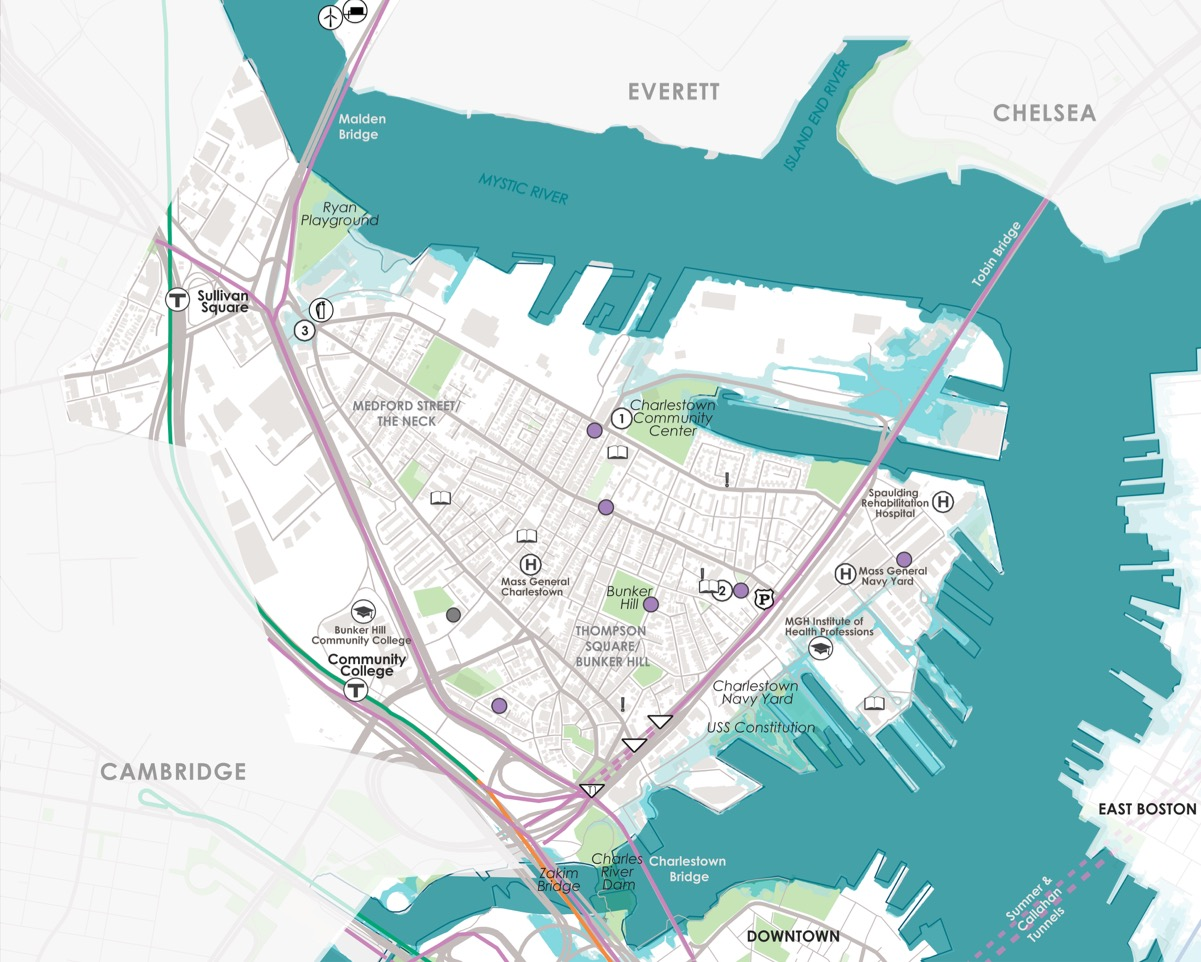 EVERETT
CHELSEA
ISLAND END RIVER
Malden
Bridge
MYSTIC RIVER
Ryan
Playground
Tobin Bridge
T
Sullivan
Square
3
MEDFORD STREET/
THE NECK
1
Charlestown
Community
Center
Spaulding
Rehabilitation
Hospital
H
H
Mass General
Charlestown
H
Mass General
Navy Yard
2
P
Bunker
Hill
Bunker Hill
Community College
MGH Institute of
Health Professions
THOMPSON
SQUARE/
BUNKER HILL
Community
College
T
Charlestown
Navy Yard
USS Constitution
CAMBRIDGE
EAST BOSTON
Zakim
Bridge
Charles
River
Dam
Charlestown
Bridge
Sumner &
Callahan
Tunnels
DOWNTOWN